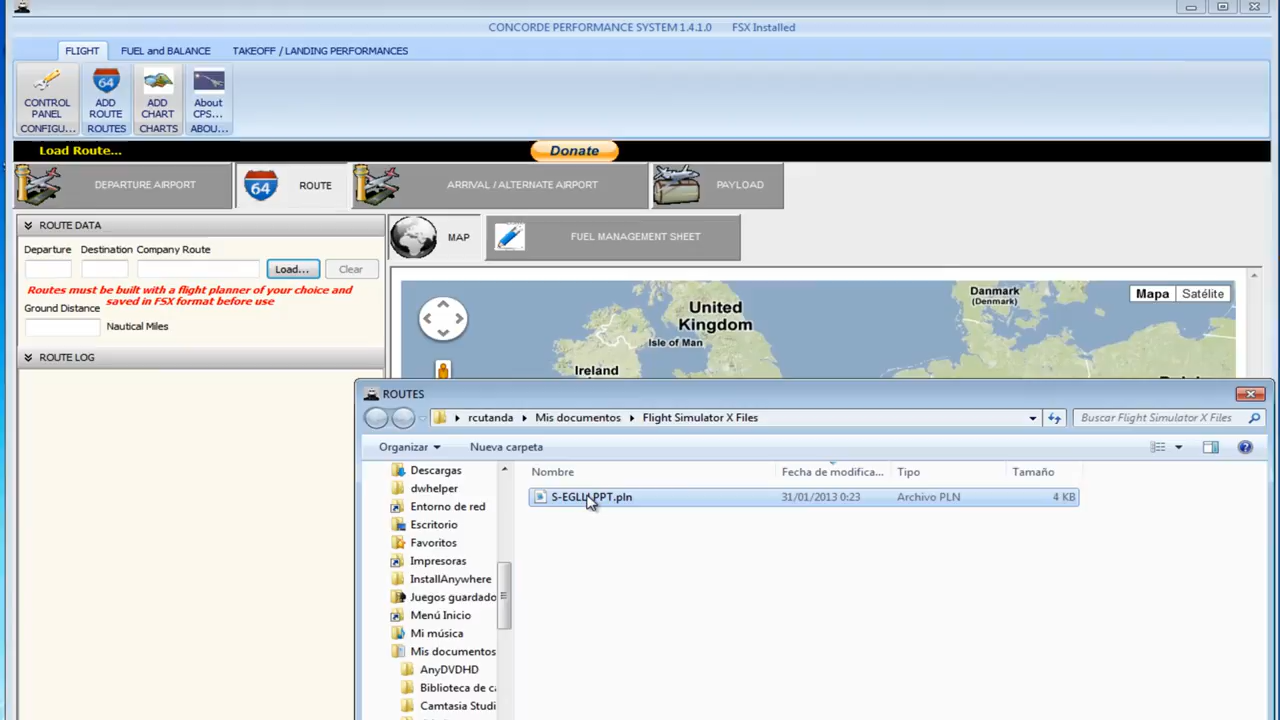 CONCORDE PERFORMANCE SYSTEM 1.4.1.0 FSX Installed
FLIGHT FUEL and BALANCE TAKEOFF / LANDING PERFORMANCES
CONTROL PANEL
ADD ROUTE
ADD CHART
About CPS...
CONFIGU... ROUTES CHARTS ABOU...
Load Route... Donate
DEPARTURE AIRPORT 64 ROUTE ARRIVAL / ALTERNATE AIRPORT PAYLOAD
ROUTE DATA
MAP FUEL MANAGEMENT SHEET
Departure Destination Company Route
Load... Clear
Routes must be built with a flight planner of your choice and
saved in FSX format before use
Ground Distance
Nautical Miles
ROUTE LOG
United
Kingdom
Isle of Man
Ireland
Danmark
(Denmark)
Mapa Satélite
ROUTES
rcutanda Mis documentos Flight Simulator X Files Buscar Flight Simulator X Files
Organizar Nueva carpeta
Nombre Fecha de modifica... Tipo Tamaño
31/01/2013 0:23 Archivo PLN 4 KB
Descargas
dwhelper
Entorno de red
Escritorio
Favoritos
Impresoras
InstallAnywhere
Juegos guardado
Menú Inicio
Mi música
Mis documentos
AnyDVDHD
Biblioteca de ca
Camtasia Studi